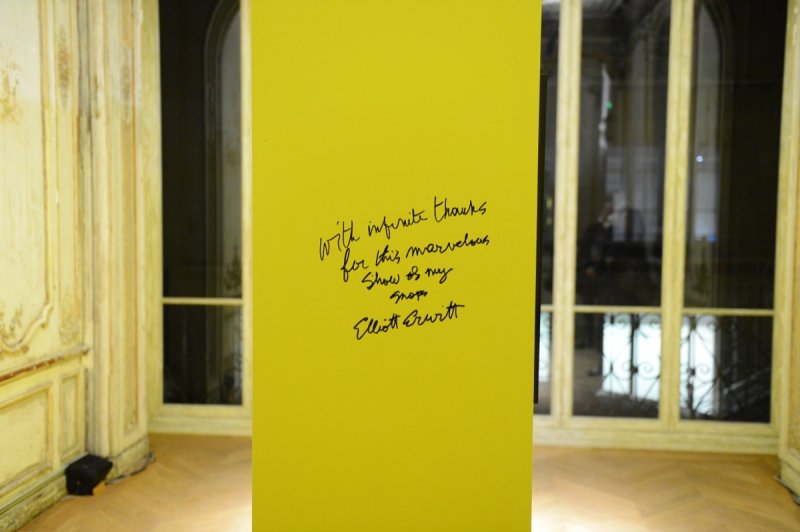 with infinite thanks
for this marvelous
show of my
snaps
Elliott Erwitt